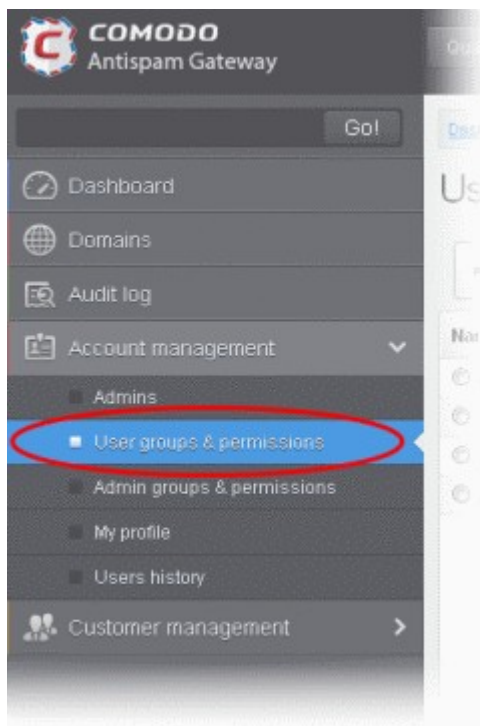 COMODO
Antispam Gateway
Go!
Dashboard
Domains
Audit log
Account management
Admins
User groups & permissions
Admin groups & permissions
My profile
Users history
Customer management